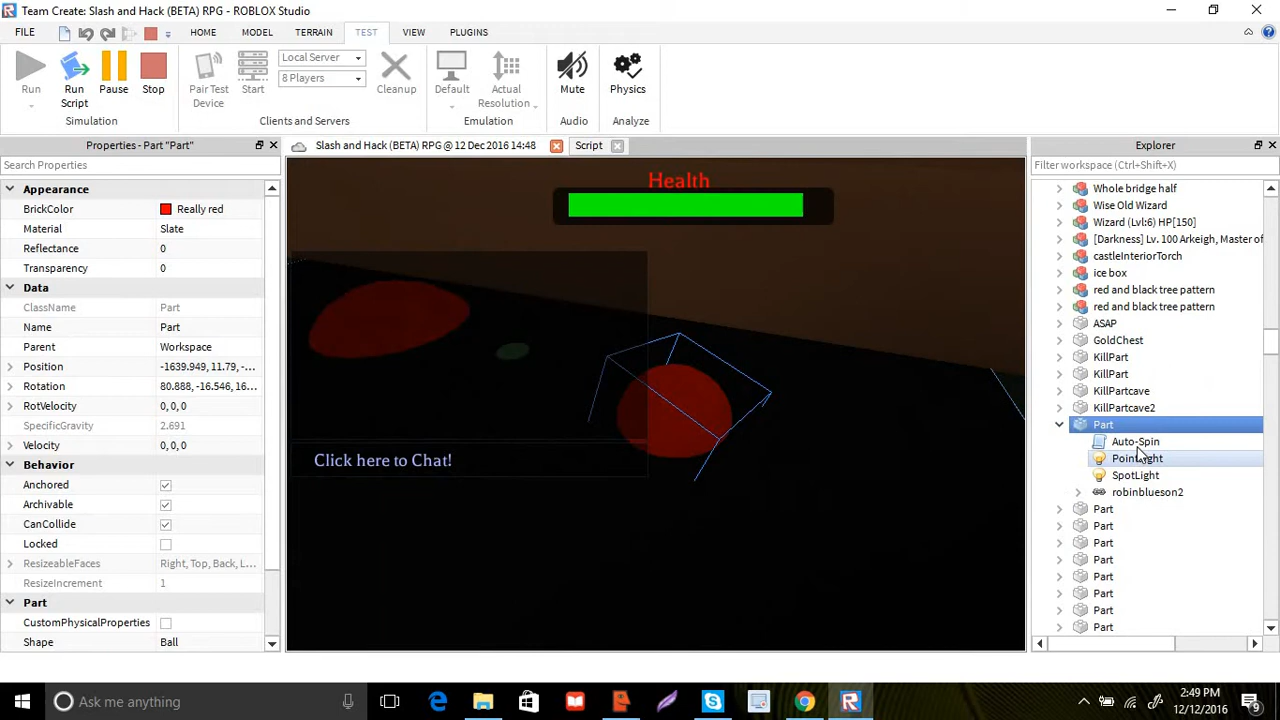 Team Create: Slash and Hack (BETA) RPG - ROBLOX Studio
FILE HOME MODEL TERRAIN TEST VIEW PLUGINS
Run
Run Script
Pause
Stop
Simulation
Pair Test Device
Start
Local Server
8 Players
Cleanup
Clients and Servers
Default
Actual Resolution
Emulation
Mute
Audio
Physics
Analyze
Properties - Part "Part"
Search Properties
Appearance
BrickColor Really red
Material Slate
Reflectance 0
Transparency 0
Data
ClassName Part
Name Part
Parent Workspace
Position -1639.949, 11.79, -...
Rotation 80.888, -16.546, 16...
RotVelocity 0, 0, 0
SpecificGravity 2.691
Velocity 0, 0, 0
Behavior
Anchored
Archivable
CanCollide
Locked
ResizeableFaces Right, Top, Back, L...
ResizeIncrement 1
Part
CustomPhysicalProperties
Shape Ball
Slash and Hack (BETA) RPG @ 12 Dec 2016 14:48
Script
Health
Click here to Chat!
Explorer
Filter workspace (Ctrl+Shift+X)
Whole bridge half
Wise Old Wizard
Wizard (Lvl:6) HP[150]
[Darkness] Lv. 100 Arkeigh, Master of
castleInteriorTorch
ice box
red and black tree pattern
red and black tree pattern
ASAP
GoldChest
KillPart
KillPart
KillPartcave
KillPartcave2
Part
Auto-Spin
PointLight
SpotLight
robinblueson2
Part
Part
Part
Part
Part
Part
Part
Part
Ask me anything
2:49 PM
12/12/2016
9